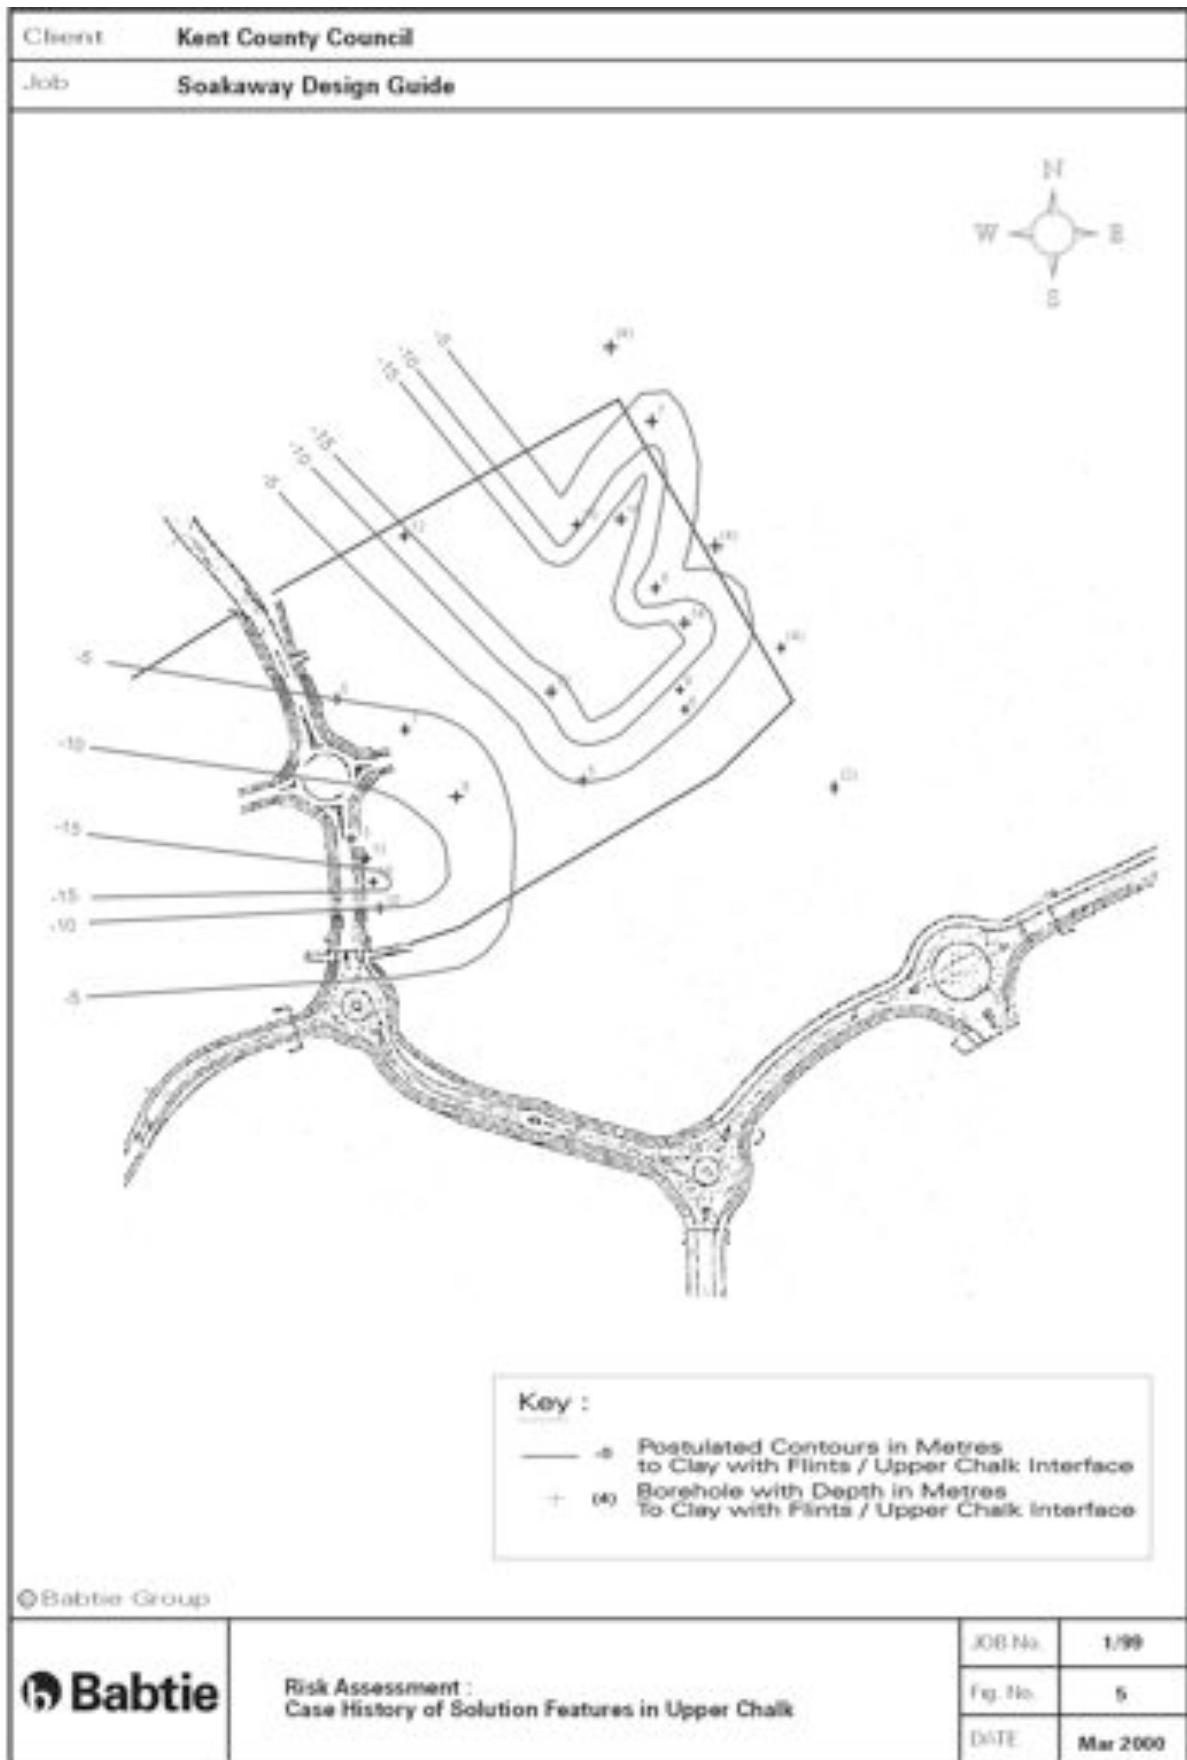 Client Kent County Council
Job Soakaway Design Guide
N
W E
S
-5
-10
-15
-15
-10
-5
-5
-10
-15
-15
-10
-5
Key :
-5 Postulated Contours in Metres
to Clay with Flints / Upper Chalk Interface
(4) Borehole with Depth in Metres
To Clay with Flints / Upper Chalk Interface
©Babtie Group
Babtie
Risk Assessment :
Case History of Solution Features in Upper Chalk
JOB No. 1/99
Fig. No. 5
DATE Mar 2000